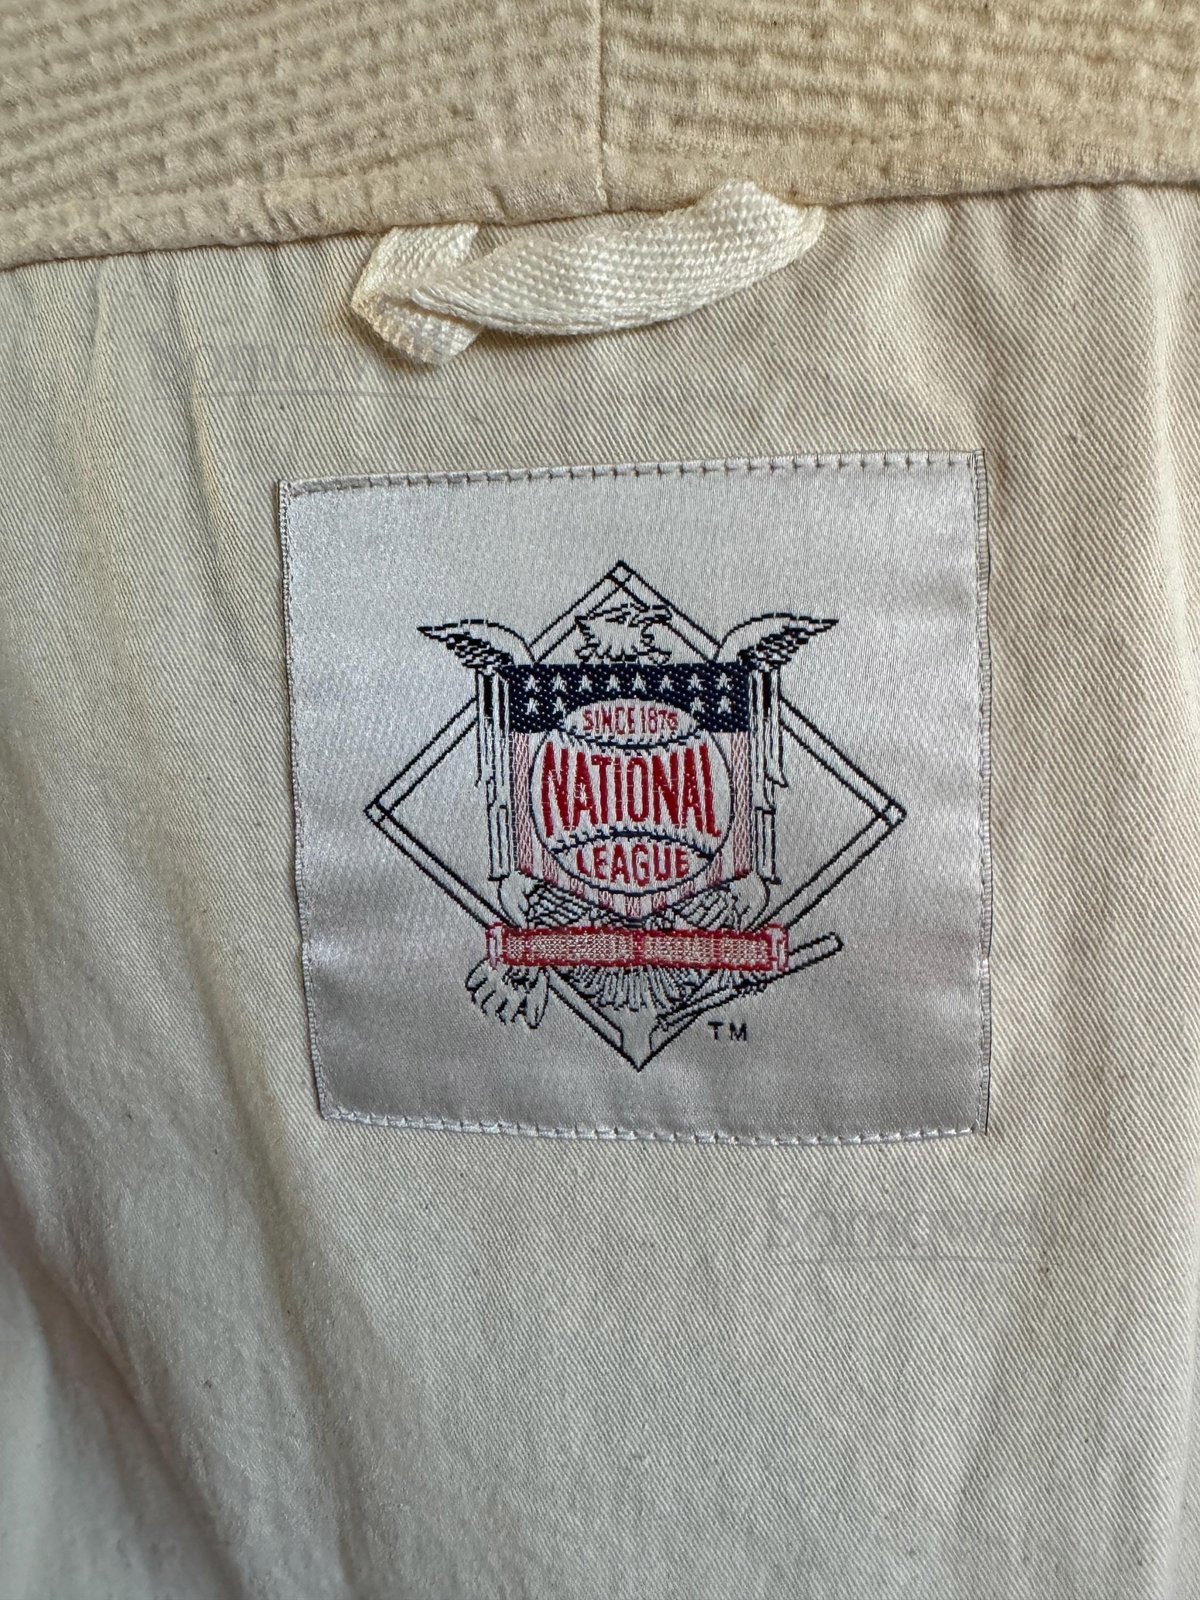 SINCE 1876
NATIONAL
LEAGUE
TM